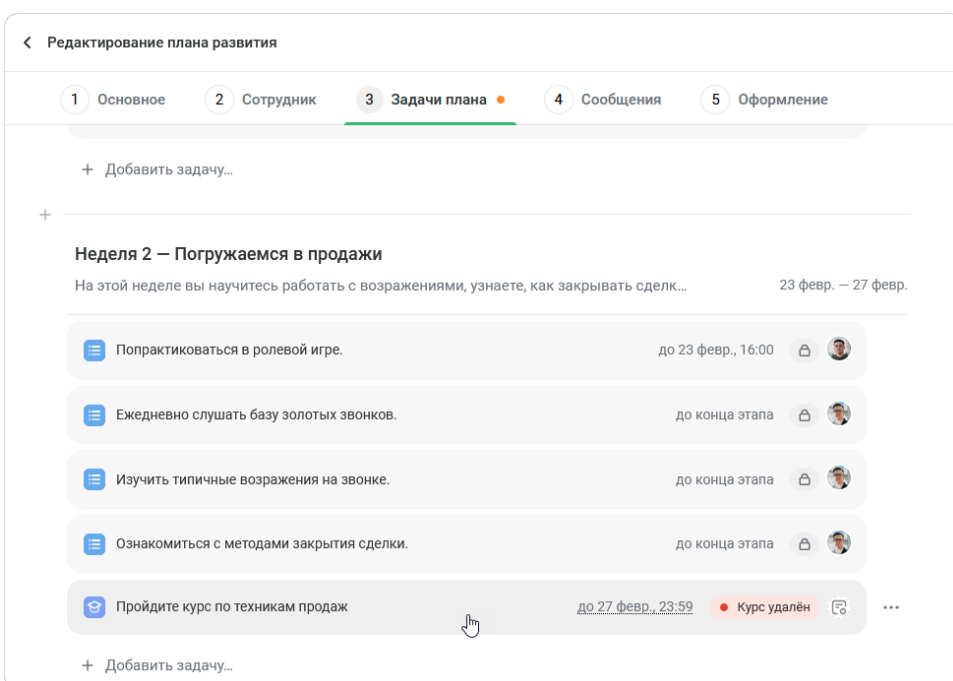 Редактирование плана развития
1 Основное 2 Сотрудник 3 Задачи плана 4 Сообщения 5 Оформление
+ Добавить задачу...
Неделя 2 — Погружаемся в продажи
На этой неделе вы научитесь работать с возражениями, узнаете, как закрывать сделк... 23 февр. — 27 февр.
Попрактиковаться в ролевой игре. до 23 февр., 16:00
Ежедневно слушать базу золотых звонков. до конца этапа
Изучить типичные возражения на звонке. до конца этапа
Ознакомиться с методами закрытия сделки. до конца этапа
Пройдите курс по техникам продаж до 27 февр., 23:59 Курс удалён
+ Добавить задачу...